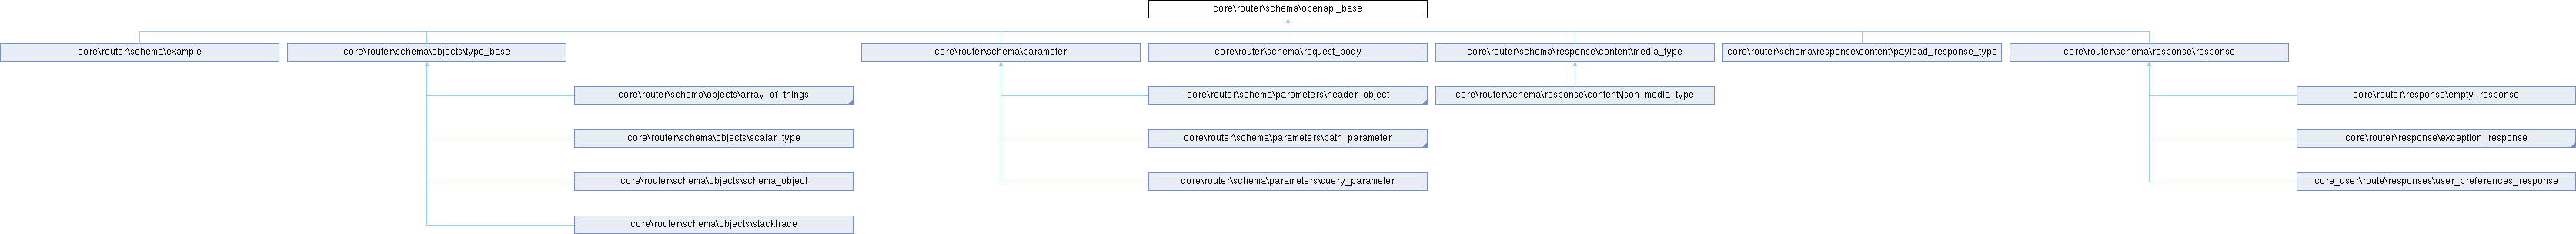 core\router\schema\openapi_base
core\router\schema\example
core\router\schema\objects\type_base
core\router\schema\parameter
core\router\schema\request_body
core\router\schema\response\content\media_type
core\router\schema\response\content\payload_response_type
core\router\schema\response\response
core\router\schema\objects\array_of_things
core\router\schema\parameters\header_object
core\router\schema\response\content\json_media_type
core\router\response\empty_response
core\router\schema\objects\scalar_type
core\router\schema\parameters\path_parameter
core\router\response\exception_response
core\router\schema\objects\schema_object
core\router\schema\parameters\query_parameter
core_user\route\responses\user_preferences_response
core\router\schema\objects\stacktrace